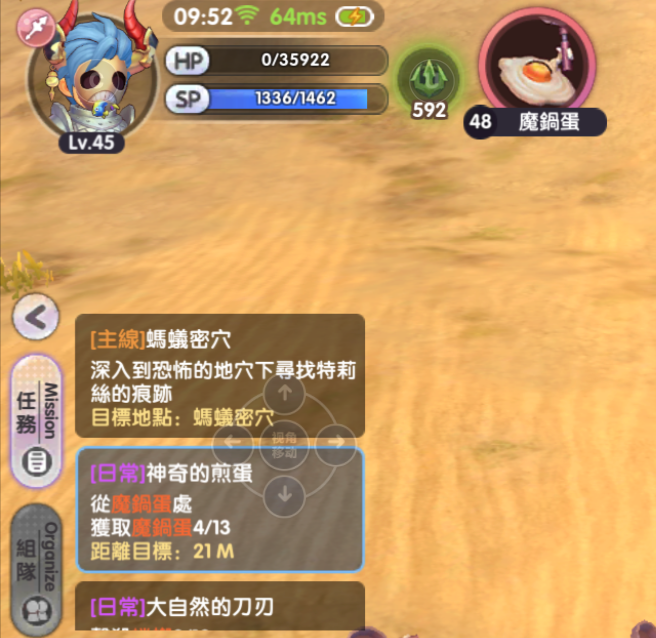 09:52 64ms
HP 0/35922
SP 1336/1462
592
Lv.45
48 魔鍋蛋
[主線]螞蟻密穴
深入到恐怖的地穴下尋找特莉
絲的痕跡
目標地點：螞蟻密穴
視角
移動
任務 Mission
[日常]神奇的煎蛋
從魔鍋蛋處
獲取魔鍋蛋4/13
距離目標：21 M
組隊 Organize
[日常]大自然的刀刃